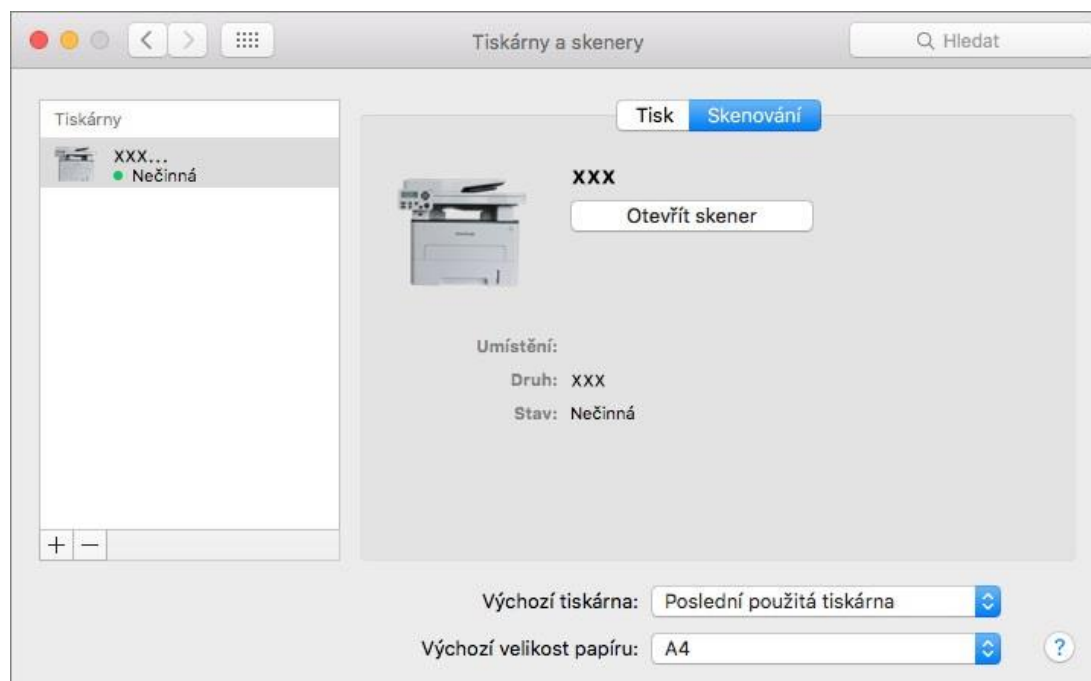 Tiskárny a skenery
Hledat
Tiskárny
XXX...
Nečinná
Tisk Skenování
XXX
Otevřít skener
Umístění:
Druh: XXX
Stav: Nečinná
+ −
Výchozí tiskárna: Poslední použitá tiskárna
Výchozí velikost papíru: A4
?